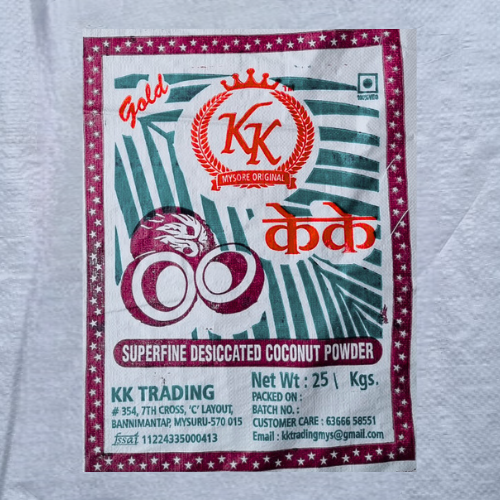 Gold
KK
MYSORE ORIGINAL
केके
SUPERFINE DESICCATED COCONUT POWDER
KK TRADING
# 354, 7TH CROSS, 'C' LAYOUT,
BANNIMANTAP, MYSURU-570 015
fssai 11224335000413
Net Wt : 25 \ Kgs.
PACKED ON :
BATCH NO. :
CUSTOMER CARE : 63666 58551
Email : kktradingmys@gmail.com